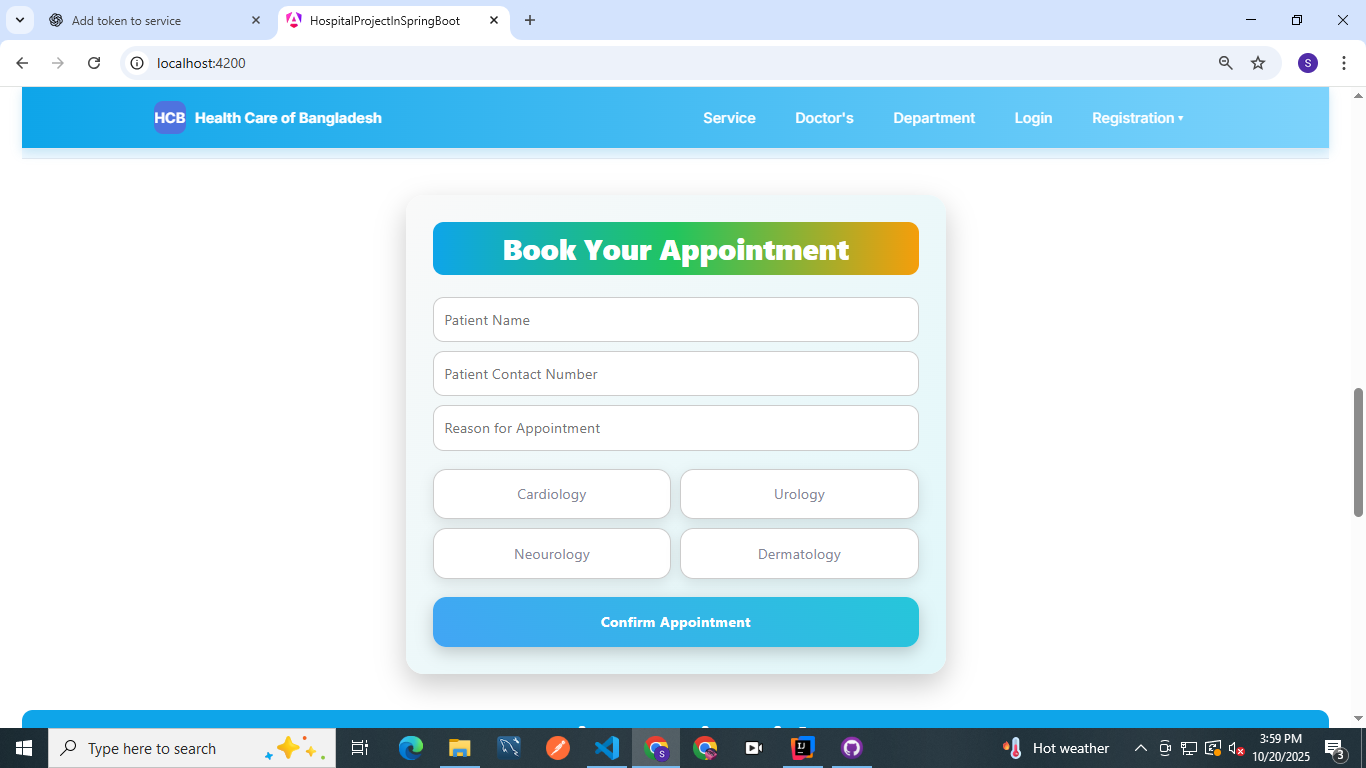 Add token to service
HospitalProjectInSpringBoot
localhost:4200
S
HCB Health Care of Bangladesh
Service Doctor's Department Login Registration ▾
Book Your Appointment
Patient Name
Patient Contact Number
Reason for Appointment
Cardiology Urology
Neourology Dermatology
Confirm Appointment
Type here to search
Hot weather
3:59 PM
10/20/2025
3